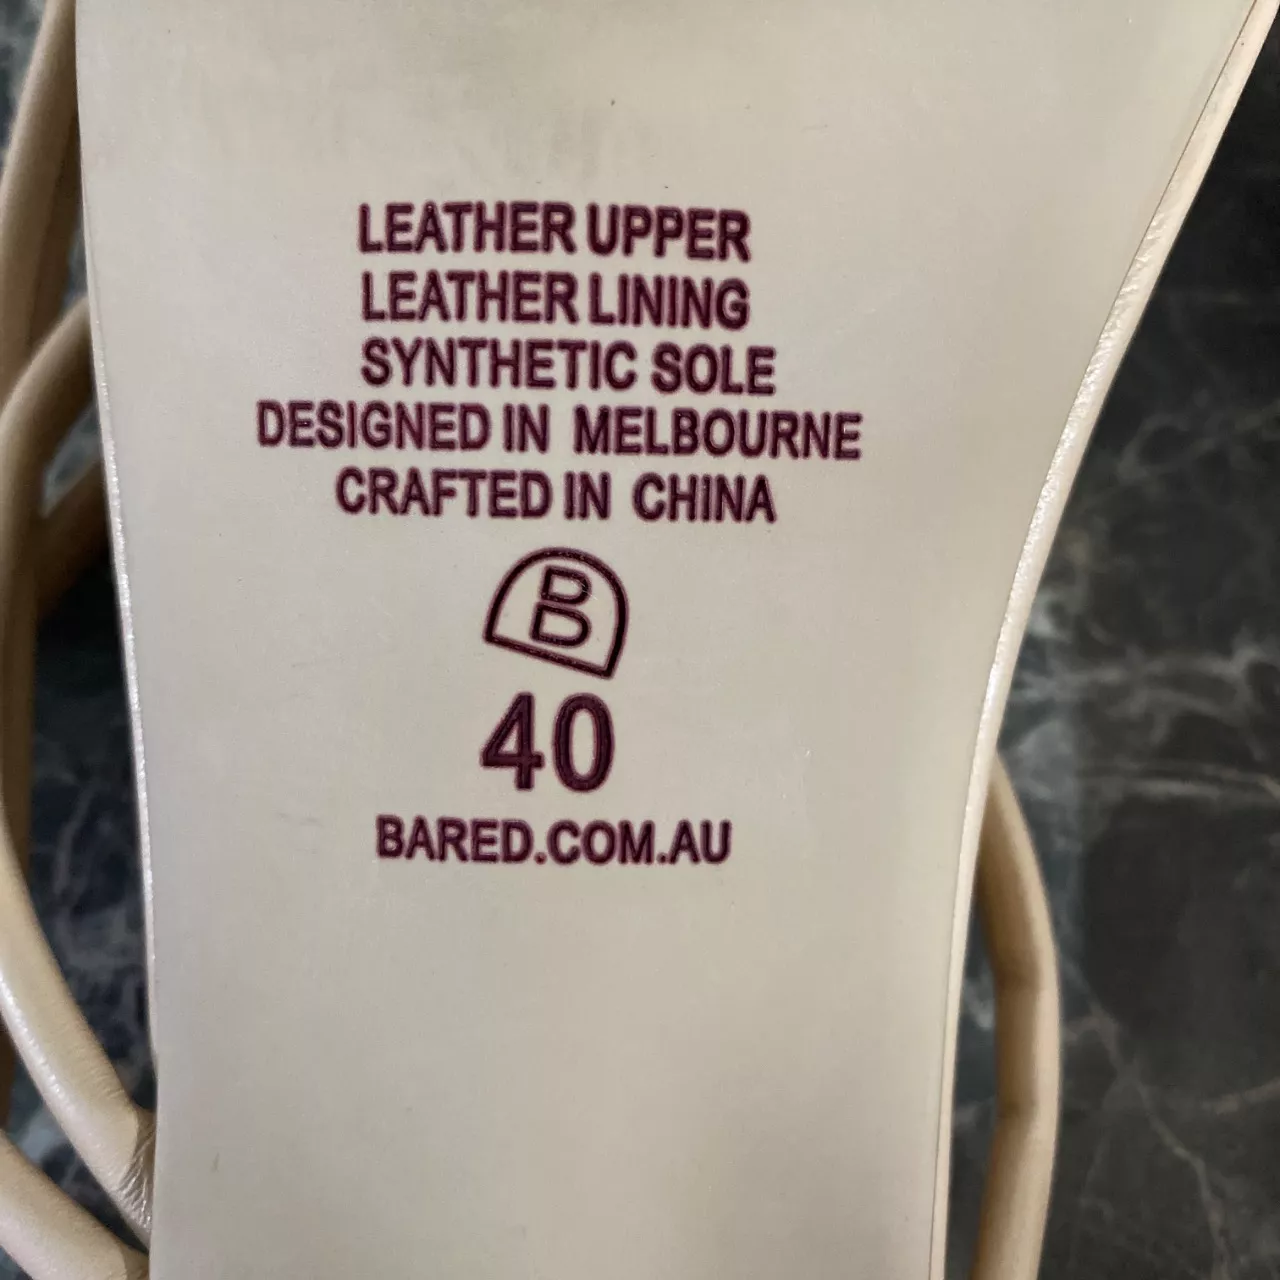 LEATHER UPPER
LEATHER LINING
SYNTHETIC SOLE
DESIGNED IN MELBOURNE
CRAFTED IN CHINA
B
40
BARED.COM.AU